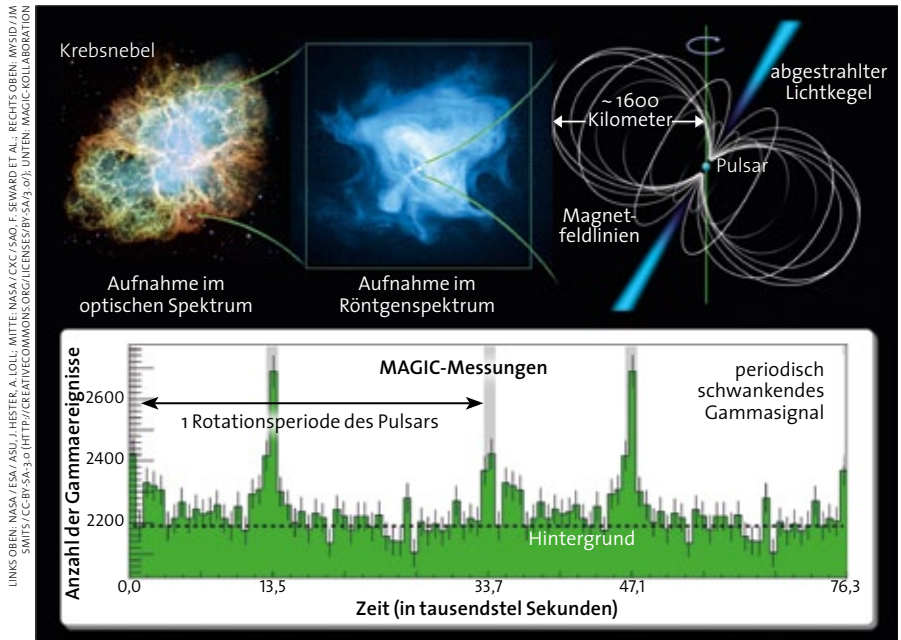 LINKS OBEN: NASA / ESA / ASU, J. HESTER, A. LOLL; MITTE: NASA / CXC / SAO, F. SEWARD ET AL.; RECHTS OBEN: MYSID / JM
SMITS / CC-BY-SA-3.0 (HTTP://CREATIVECOMMONS.ORG/LICENSES/BY-SA/3.0/); UNTEN: MAGIC-KOLLABORATION
Krebsnebel
Aufnahme im
optischen Spektrum
Aufnahme im
Röntgenspektrum
~ 1600
Kilometer
abgestrahlter
Lichtkegel
Pulsar
Magnet-
feldlinien
MAGIC-Messungen
periodisch
schwankendes
Gammasignal
1 Rotationsperiode des Pulsars
Hintergrund
Anzahl der Gammaereignisse
2600
2400
2200
0,0
13,5
33,7
47,1
76,3
Zeit (in tausendstel Sekunden)